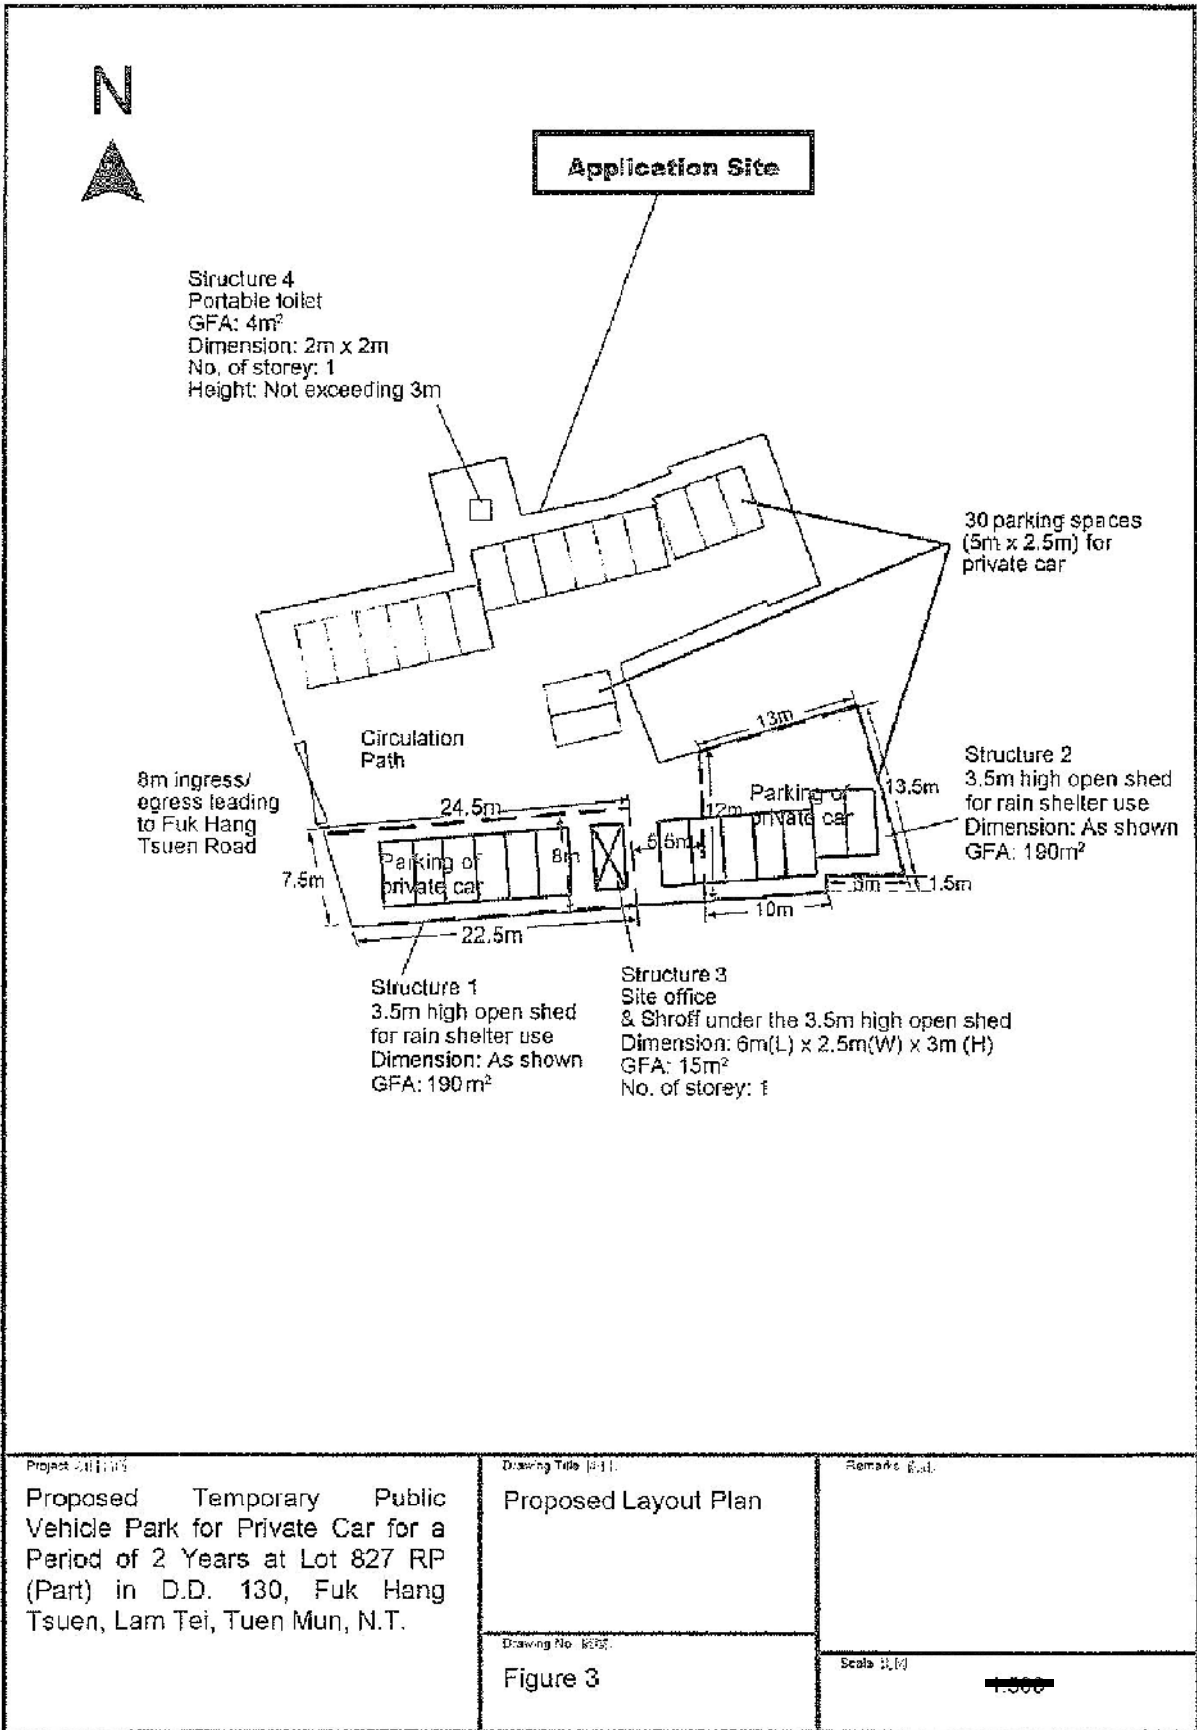 N
Application Site
Structure 4
Portable toilet
GFA: 4m²
Dimension: 2m x 2m
No. of storey: 1
Height: Not exceeding 3m
30 parking spaces
(5m x 2.5m) for
private car
Circulation
Path
8m ingress/
egress leading
to Fuk Hang
Tsuen Road
13m
13.5m
12m
Parking of
private car
Structure 2
3.5m high open shed
for rain shelter use
Dimension: As shown
GFA: 190m²
24.5m
8m
5.5m
Parking of
private car
7.5m
22.5m
10m
1.5m
Structure 1
3.5m high open shed
for rain shelter use
Dimension: As shown
GFA: 190m²
Structure 3
Site office
& Shroff under the 3.5m high open shed
Dimension: 6m(L) x 2.5m(W) x 3m (H)
GFA: 15m²
No. of storey: 1
Project
Proposed Temporary Public
Vehicle Park for Private Car for a
Period of 2 Years at Lot 827 RP
(Part) in D.D. 130, Fuk Hang
Tsuen, Lam Tei, Tuen Mun, N.T.
Drawing Title
Proposed Layout Plan
Drawing No
Figure 3
Remarks
Scale